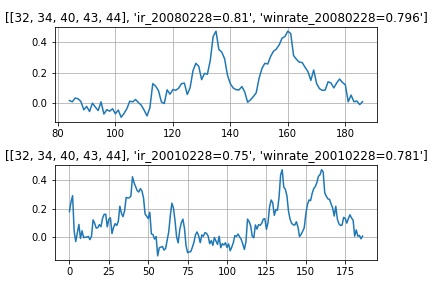 [[32, 34, 40, 43, 44], 'ir_20080228=0.81', 'winrate_20080228=0.796']
0.4
0.2
0.0
80 100 120 140 160 180
[[32, 34, 40, 43, 44], 'ir_20010228=0.75', 'winrate_20010228=0.781']
0.4
0.2
0.0
0 25 50 75 100 125 150 175